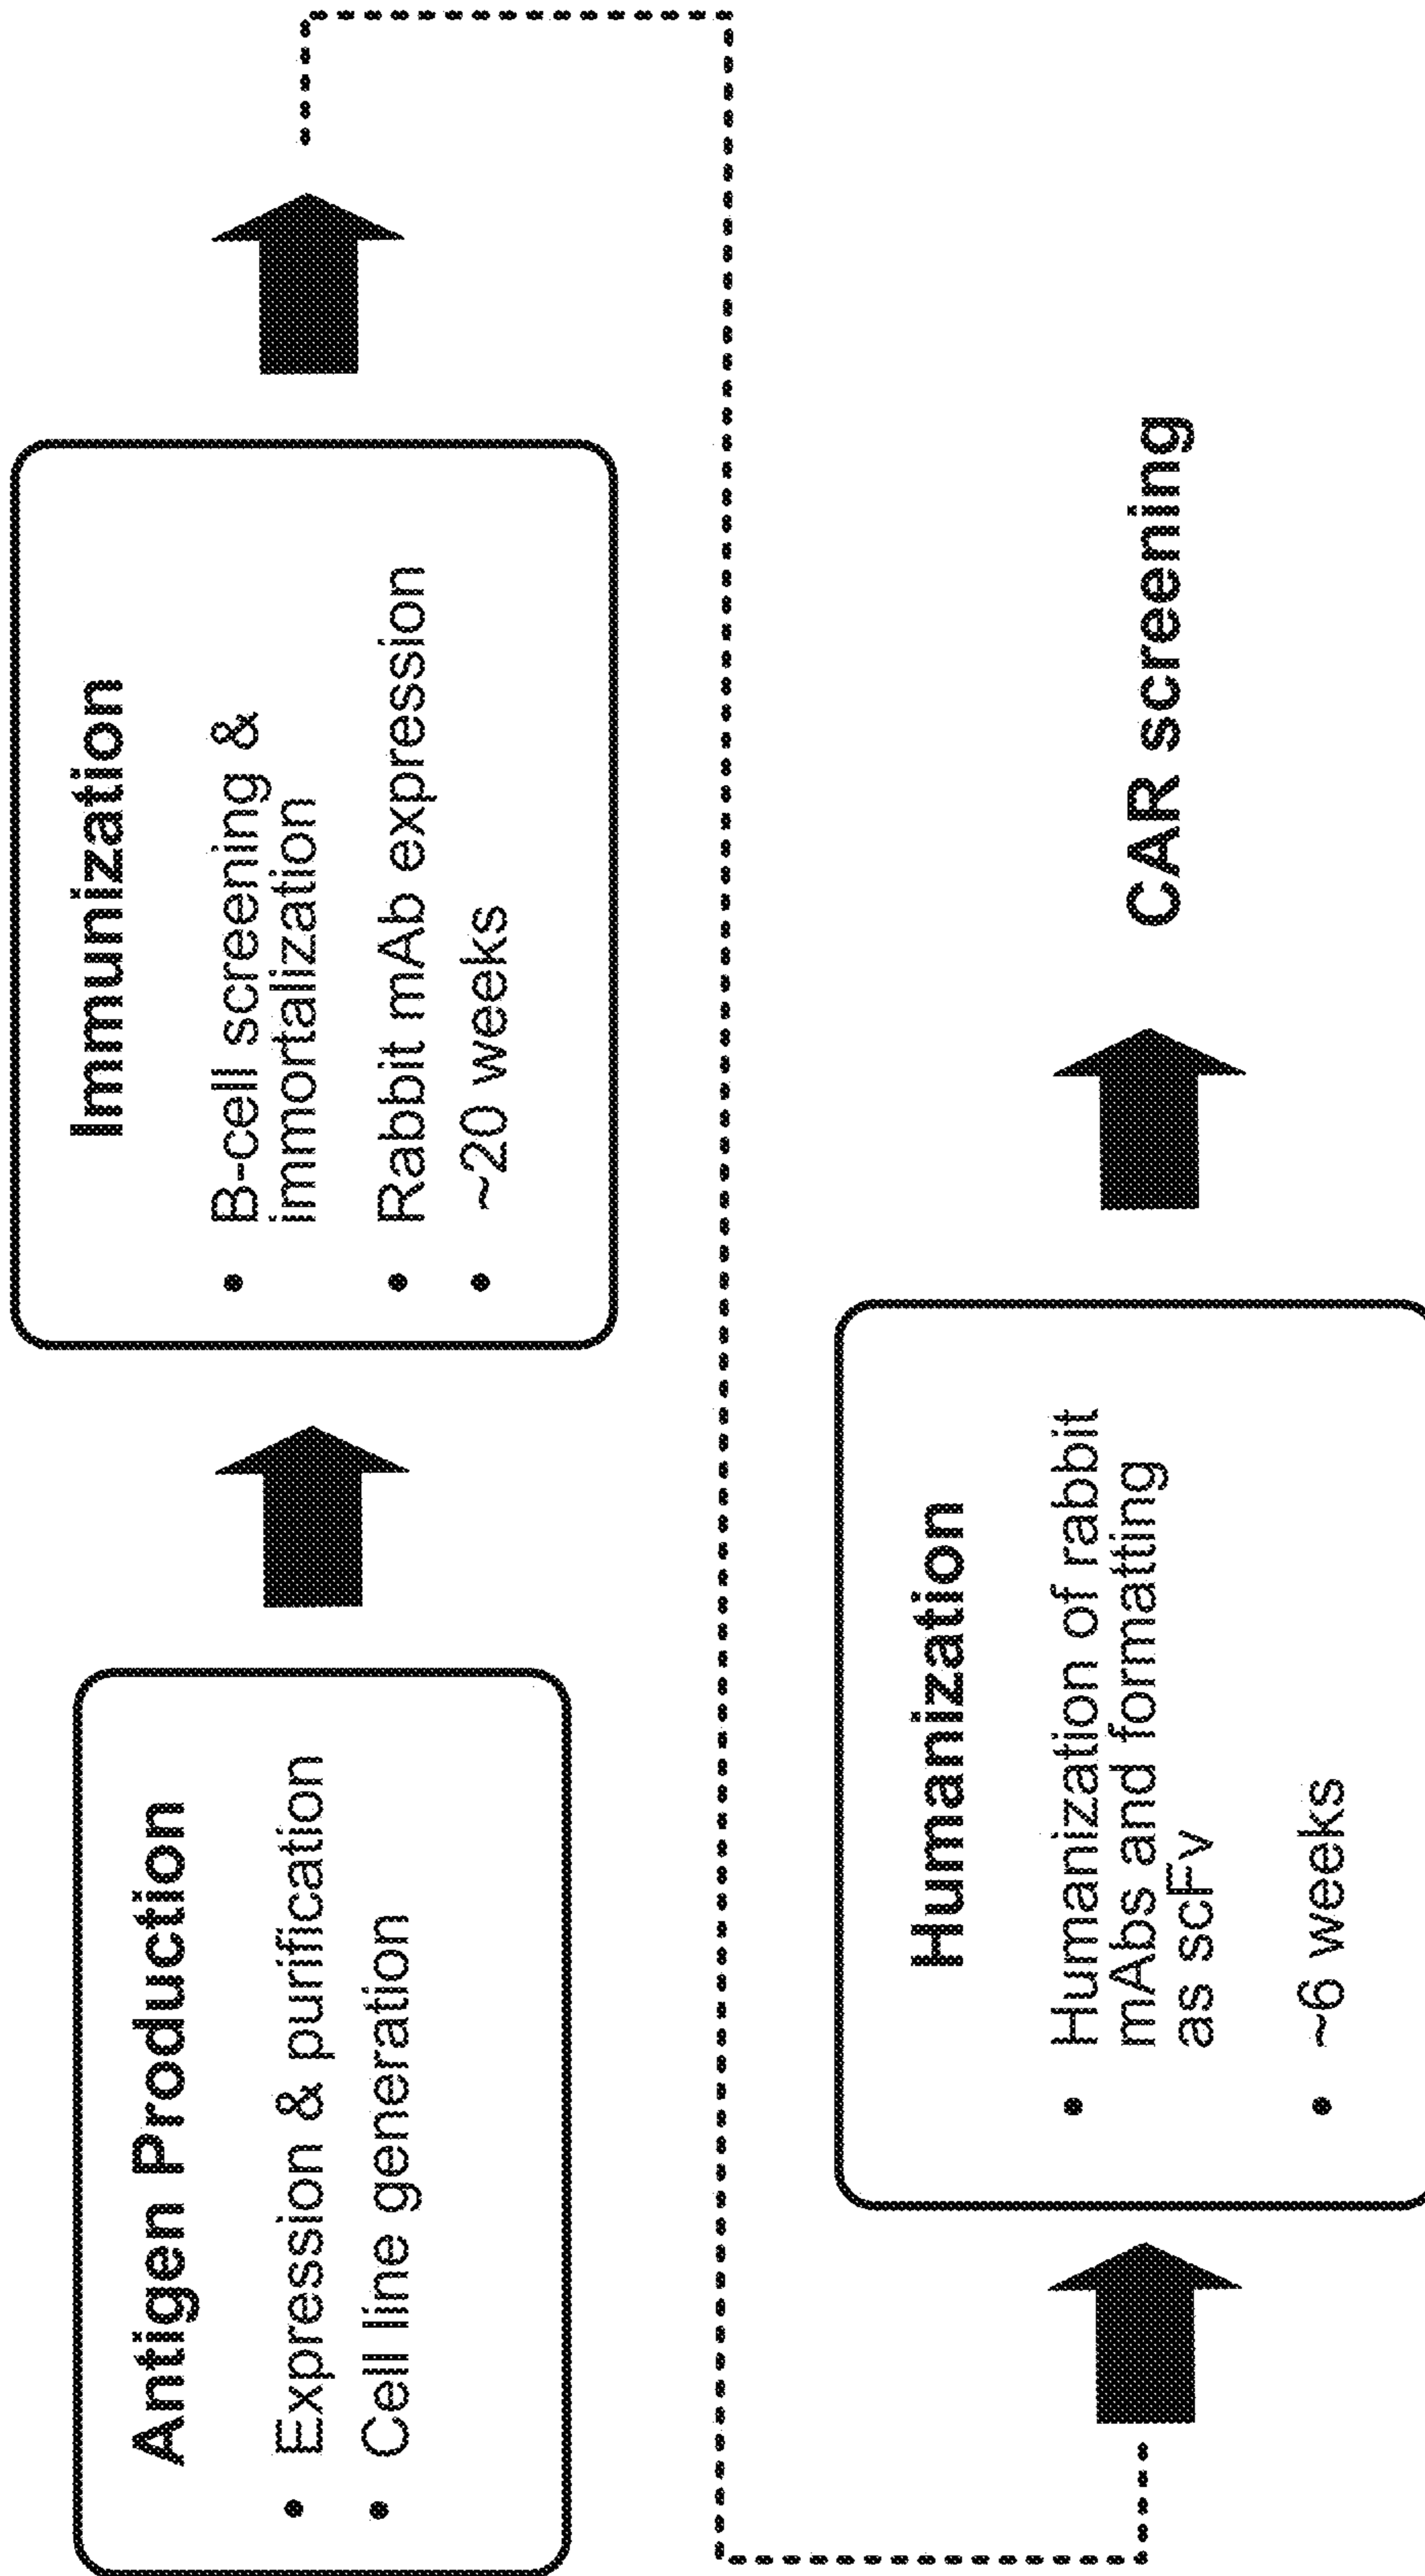 Antigen Production
• Expression & purification
• Cell line generation
Immunization
• B-cell screening &
immortalization
• Rabbit mAb expression
• ~20 weeks
Humanization
• Humanization of rabbit
mAbs and formatting
as scFv
• ~6 weeks
CAR screening